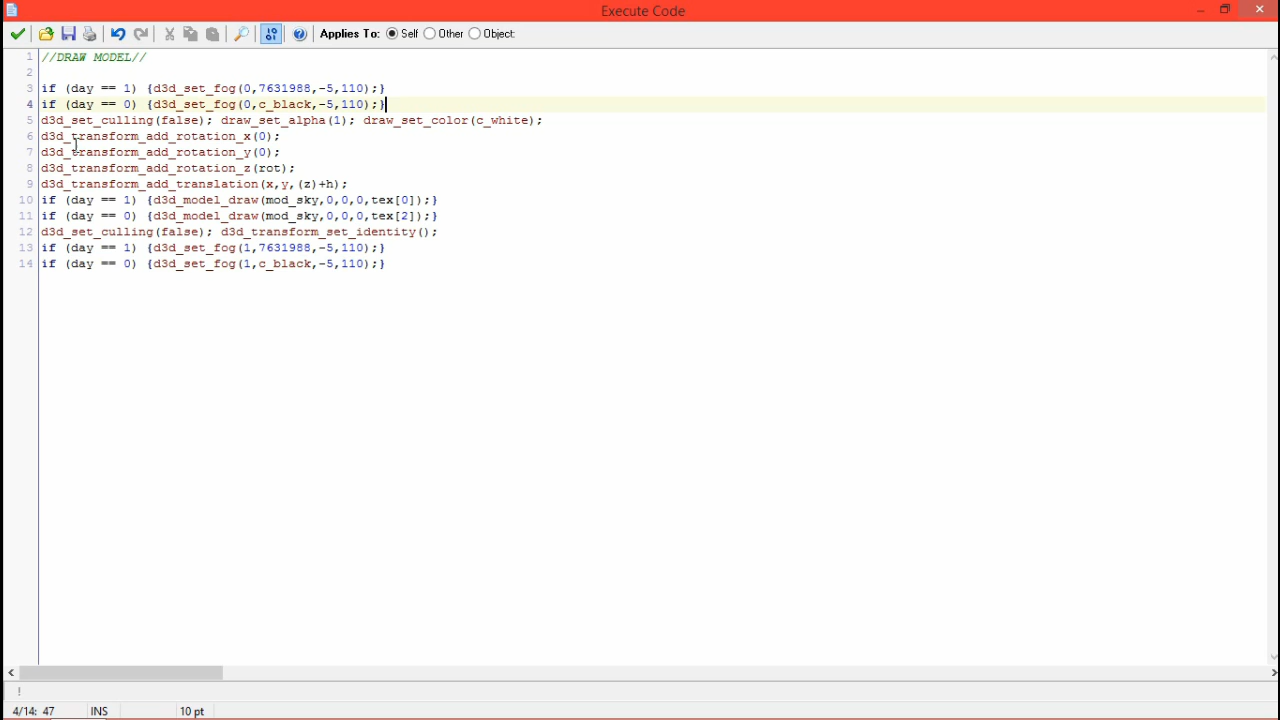 Execute Code
Applies To: Self Other Object:
1 //DRAW MODEL//
2
3 if (day == 1) {d3d_set_fog(0,7631988,-5,110);}
4 if (day == 0) {d3d_set_fog(0,c_black,-5,110);}
5 d3d_set_culling(false); draw_set_alpha(1); draw_set_color(c_white);
6 d3d_transform_add_rotation_x(0);
7 d3d_transform_add_rotation_y(0);
8 d3d_transform_add_rotation_z(rot);
9 d3d_transform_add_translation(x,y,(z)+h);
10 if (day == 1) {d3d_model_draw(mod_sky,0,0,0,tex[0]);}
11 if (day == 0) {d3d_model_draw(mod_sky,0,0,0,tex[2]);}
12 d3d_set_culling(false); d3d_transform_set_identity();
13 if (day == 1) {d3d_set_fog(1,7631988,-5,110);}
14 if (day == 0) {d3d_set_fog(1,c_black,-5,110);}
!
4/14: 47 INS 10 pt